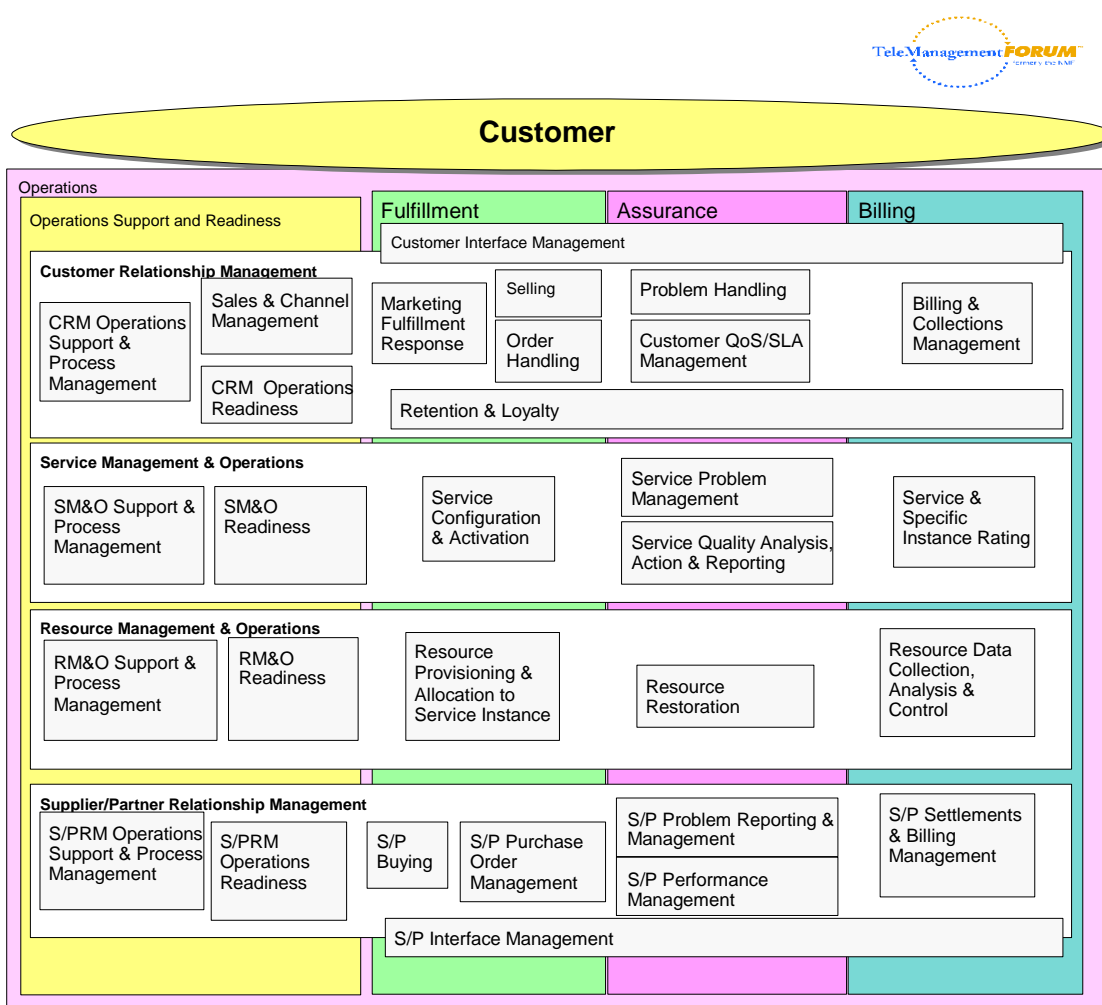 TeleManagement FORUM™
formerly the NMF
Customer
Operations
Operations Support and Readiness
Fulfillment
Assurance
Billing
Customer Interface Management
Customer Relationship Management
CRM Operations
Support &
Process
Management
Sales & Channel
Management
CRM Operations
Readiness
Marketing
Fulfillment
Response
Selling
Order
Handling
Problem Handling
Customer QoS/SLA
Management
Billing &
Collections
Management
Retention & Loyalty
Service Management & Operations
SM&O Support &
Process
Management
SM&O
Readiness
Service
Configuration
& Activation
Service Problem
Management
Service Quality Analysis,
Action & Reporting
Service &
Specific
Instance Rating
Resource Management & Operations
RM&O Support &
Process
Management
RM&O
Readiness
Resource
Provisioning &
Allocation to
Service Instance
Resource
Restoration
Resource Data
Collection,
Analysis &
Control
Supplier/Partner Relationship Management
S/PRM Operations
Support & Process
Management
S/PRM
Operations
Readiness
S/P
Buying
S/P Purchase
Order
Management
S/P Problem Reporting &
Management
S/P Performance
Management
S/P Settlements
& Billing
Management
S/P Interface Management